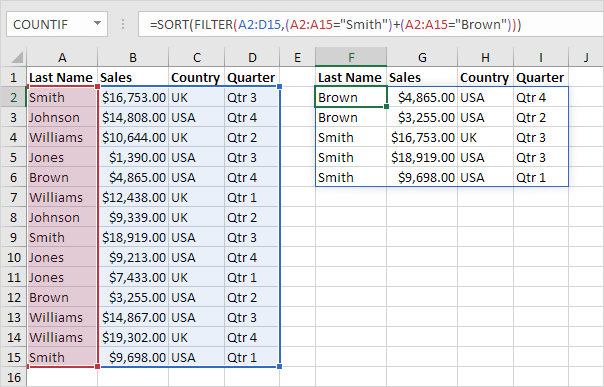 COUNTIF =SORT(FILTER(A2:D15,(A2:A15="Smith")+(A2:A15="Brown")))
A B C D E F G H I J
1 Last Name Sales Country Quarter Last Name Sales Country Quarter
2 Smith $16,753.00 UK Qtr 3 Brown $4,865.00 USA Qtr 4
3 Johnson $14,808.00 USA Qtr 4 Brown $3,255.00 USA Qtr 2
4 Williams $10,644.00 UK Qtr 2 Smith $16,753.00 UK Qtr 3
5 Jones $1,390.00 USA Qtr 3 Smith $18,919.00 USA Qtr 3
6 Brown $4,865.00 USA Qtr 4 Smith $9,698.00 USA Qtr 1
7 Williams $12,438.00 UK Qtr 1
8 Johnson $9,339.00 UK Qtr 2
9 Smith $18,919.00 USA Qtr 3
10 Jones $9,213.00 USA Qtr 4
11 Jones $7,433.00 UK Qtr 1
12 Brown $3,255.00 USA Qtr 2
13 Williams $14,867.00 USA Qtr 3
14 Williams $19,302.00 UK Qtr 4
15 Smith $9,698.00 USA Qtr 1
16